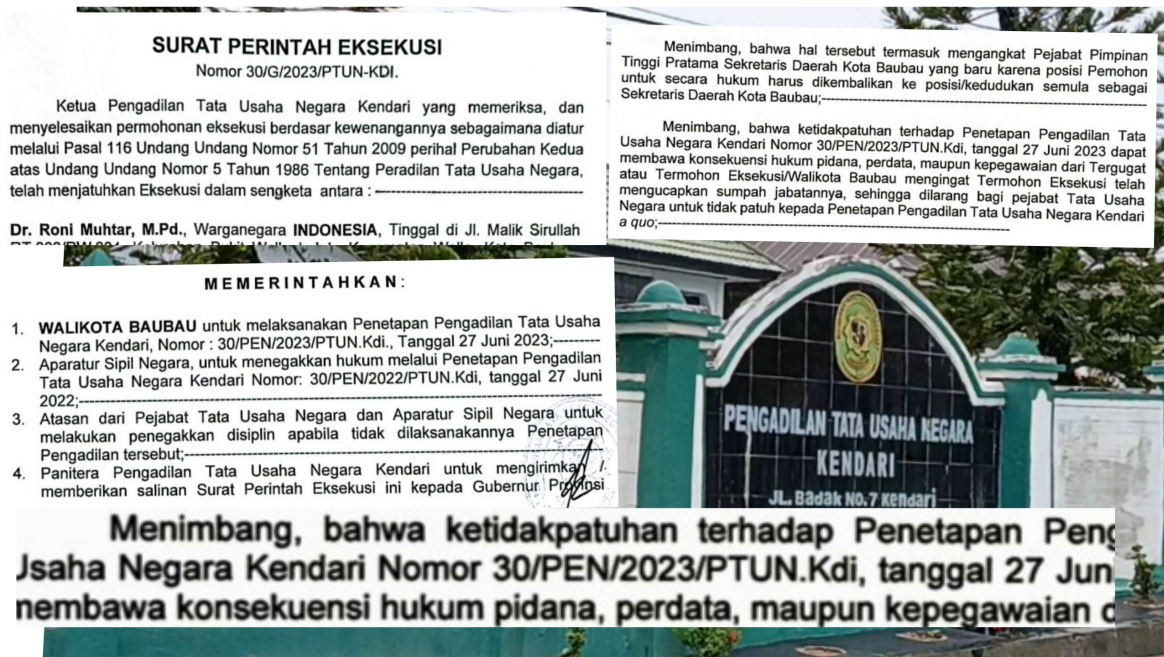 SURAT PERINTAH EKSEKUSI
Nomor 30/G/2023/PTUN-KDI.
Ketua Pengadilan Tata Usaha Negara Kendari yang memeriksa, dan
menyelesaikan permohonan eksekusi berdasar kewenangannya sebagaimana diatur
melalui Pasal 116 Undang Undang Nomor 51 Tahun 2009 perihal Perubahan Kedua
atas Undang Undang Nomor 5 Tahun 1986 Tentang Peradilan Tata Usaha Negara,
telah menjatuhkan Eksekusi dalam sengketa antara :
Dr. Roni Muhtar, M.Pd., Warganegara INDONESIA, Tinggal di Jl. Malik Sirullah
Menimbang, bahwa hal tersebut termasuk mengangkat Pejabat Pimpinan
Tinggi Pratama Sekretaris Daerah Kota Baubau yang baru karena posisi Pemohon
untuk secara hukum harus dikembalikan ke posisi/kedudukan semula sebagai
Sekretaris Daerah Kota Baubau;
Menimbang, bahwa ketidakpatuhan terhadap Penetapan Pengadilan Tata
Usaha Negara Kendari Nomor 30/PEN/2023/PTUN.Kdi, tanggal 27 Juni 2023 dapat
membawa konsekuensi hukum pidana, perdata, maupun kepegawaian dari Tergugat
atau Termohon Eksekusi/Walikota Baubau mengingat Termohon Eksekusi telah
mengucapkan sumpah jabatannya, sehingga dilarang bagi pejabat Tata Usaha
Negara untuk tidak patuh kepada Penetapan Pengadilan Tata Usaha Negara Kendari
a quo;
MEMERINTAHKAN:
1. WALIKOTA BAUBAU untuk melaksanakan Penetapan Pengadilan Tata Usaha
Negara Kendari, Nomor : 30/PEN/2023/PTUN.Kdi., Tanggal 27 Juni 2023;
2. Aparatur Sipil Negara, untuk menegakkan hukum melalui Penetapan Pengadilan
Tata Usaha Negara Kendari Nomor: 30/PEN/2022/PTUN.Kdi, tanggal 27 Juni
2022;
3. Atasan dari Pejabat Tata Usaha Negara dan Aparatur Sipil Negara untuk
melakukan penegakkan disiplin apabila tidak dilaksanakannya Penetapan
Pengadilan tersebut;
4. Panitera Pengadilan Tata Usaha Negara Kendari untuk mengirimkan /
memberikan salinan Surat Perintah Eksekusi ini kepada Gubernur Provinsi
PENGADILAN TATA USAHA NEGARA
KENDARI
JL. Badak NO.7 Kendari
Menimbang, bahwa ketidakpatuhan terhadap Penetapan Peng
Usaha Negara Kendari Nomor 30/PEN/2023/PTUN.Kdi, tanggal 27 Jun
membawa konsekuensi hukum pidana, perdata, maupun kepegawaian d